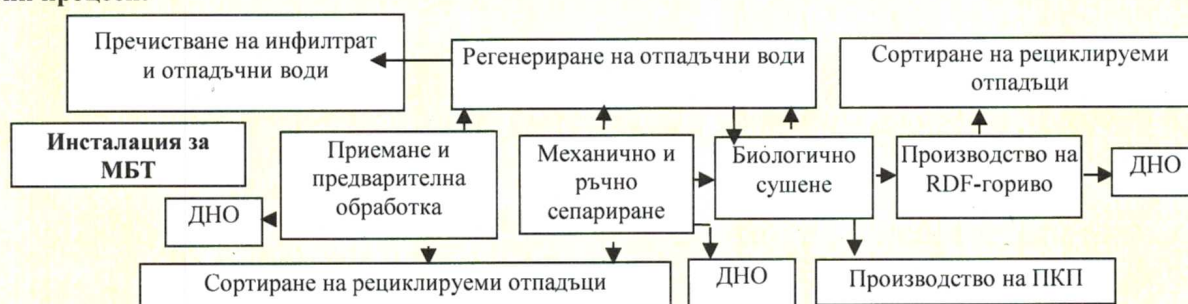 Пречистване на инфилтрат
и отпадъчни води
Регенериране на отпадъчни води
Сортиране на рециклируеми
отпадъци
Инсталация за
МБТ
Приемане и
предварителна
обработка
Механично и
ръчно
сепариране
Биологично
сушене
Производство на
RDF-гориво
ДНО
ДНО
Сортиране на рециклируеми отпадъци
ДНО
Производство на ПКП